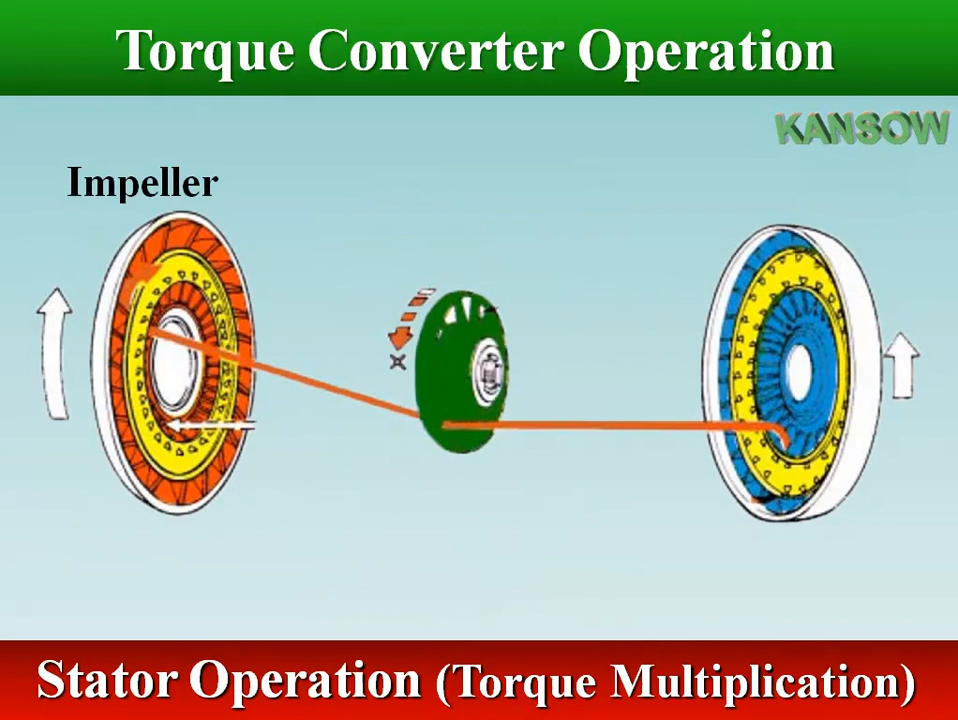 Torque Converter Operation
KANSOW
Impeller
Stator Operation (Torque Multiplication)